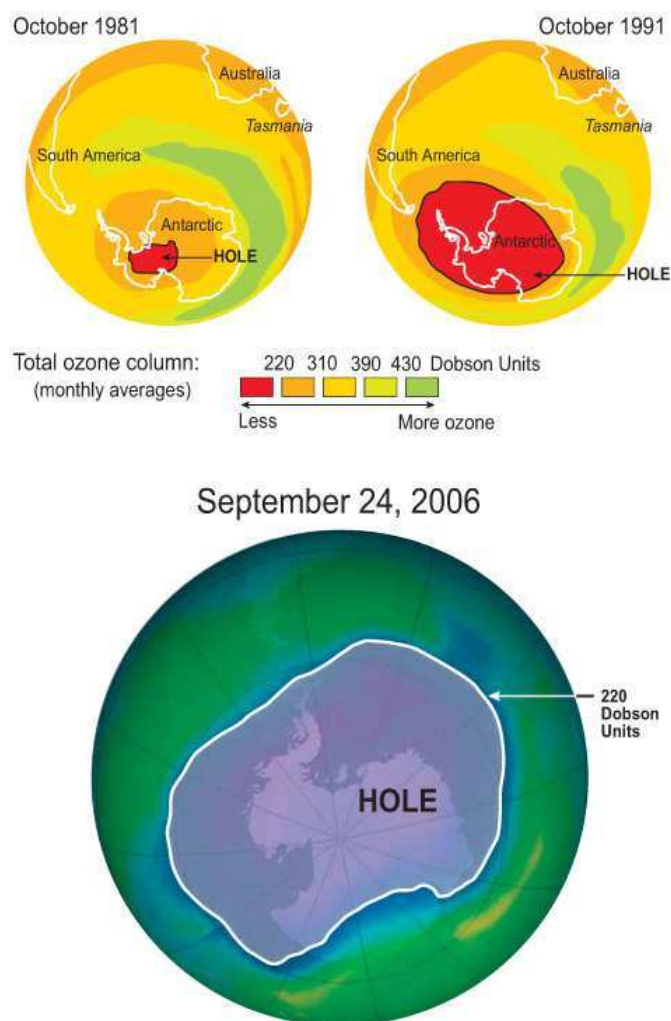 October 1981
October 1991
Australia
Tasmania
South America
Antarctic
HOLE
Australia
Tasmania
South America
Antarctic
HOLE
Total ozone column:
(monthly averages)
220 310 390 430 Dobson Units
Less
More ozone
September 24, 2006
220
Dobson
Units
HOLE